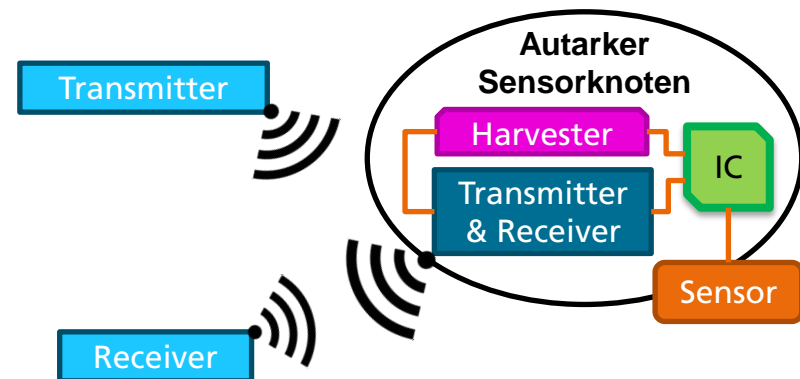 Autarker
Sensorknoten
Transmitter
Harvester
IC
Transmitter
& Receiver
Sensor
Receiver